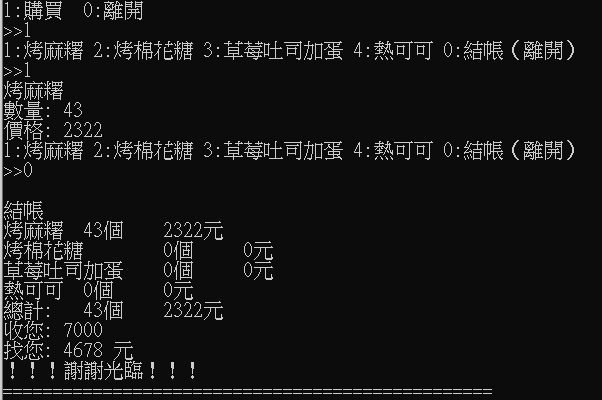 1:購買  0:離開
>>1
1:烤麻糬 2:烤棉花糖 3:草莓吐司加蛋 4:熱可可 0:結帳(離開)
>>1
烤麻糬
數量: 43
價格: 2322
1:烤麻糬 2:烤棉花糖 3:草莓吐司加蛋 4:熱可可 0:結帳(離開)
>>0

結帳
烤麻糬  43個    2322元
烤棉花糖        0個     0元
草莓吐司加蛋    0個     0元
熱可可  0個     0元
總計:   43個    2322元
收您: 7000
找您: 4678 元
！！！謝謝光臨！！！
=================================================